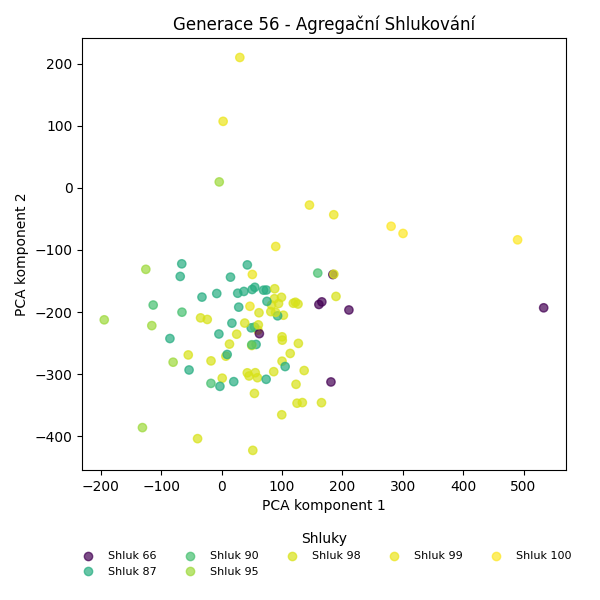 Generace 56 - Agregační Shlukování
200
100
0
−100
−200
−300
−400
PCA komponent 2
−200 −100 0 100 200 300 400 500
PCA komponent 1
Shluky
Shluk 66 Shluk 90 Shluk 98 Shluk 99 Shluk 100
Shluk 87 Shluk 95